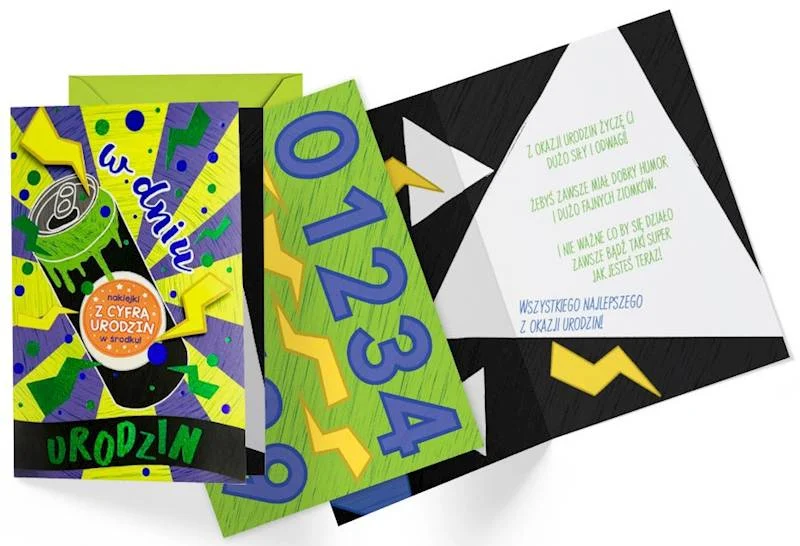 w dniu
naklejki
Z CYFRĄ
URODZIN
w środku!
URODZIN
0
1
2
3
4
8
9
Z OKAZJI URODZIN ŻYCZĘ CI
DUŻO SIŁY I ODWAGI!
ŻEBYŚ ZAWSZE MIAŁ DOBRY HUMOR
I DUŻO FAJNYCH ZIOMKÓW.
I NIE WAŻNE CO BY SIĘ DZIAŁO
ZAWSZE BĄDŹ TAKI SUPER
JAK JESTEŚ TERAZ!
WSZYSTKIEGO NAJLEPSZEGO
Z OKAZJI URODZIN!